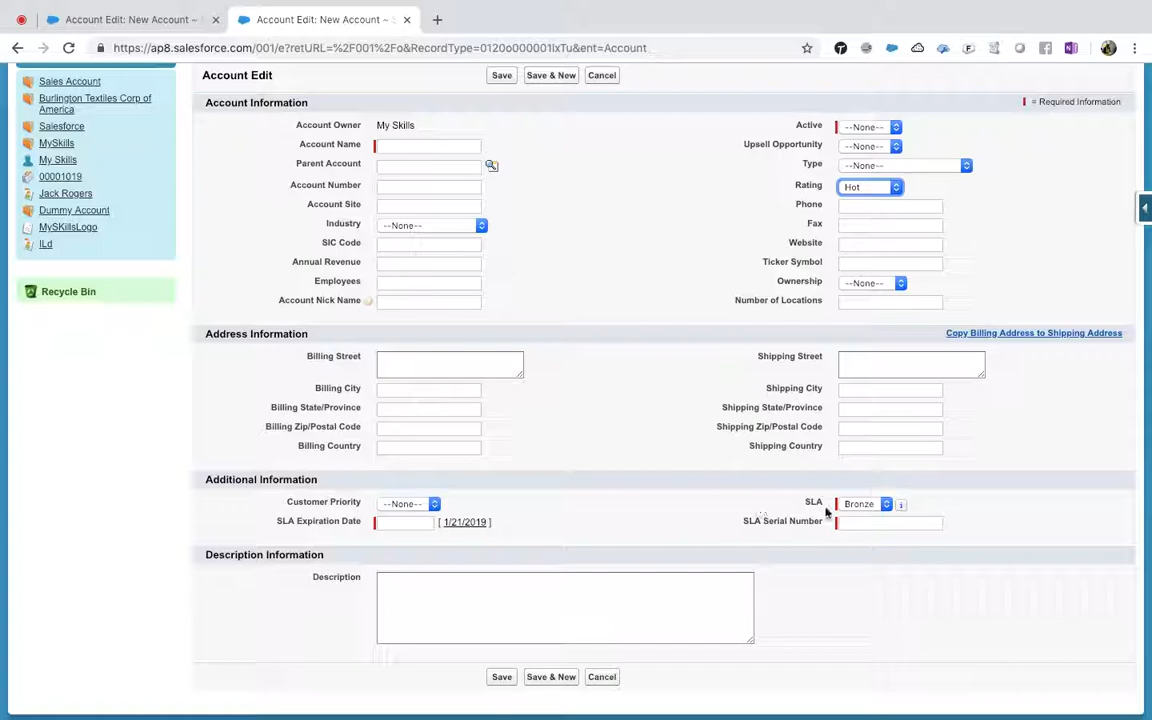 Account Edit: New Account ~
Account Edit: New Account ~ S
https://ap8.salesforce.com/001/e?retURL=%2F001%2Fo&RecordType=0120o000001lxTu&ent=Account
Sales Account
Burlington Textiles Corp of
America
Salesforce
MySkills
My Skills
00001019
Jack Rogers
Dummy Account
MySKillsLogo
ILd
Recycle Bin
Account Edit
Save
Save & New
Cancel
Account Information
= Required Information
Account Owner My Skills
Active --None--
Account Name
Upsell Opportunity --None--
Parent Account
Type --None--
Account Number
Rating Hot
Account Site
Phone
Industry --None--
Fax
SIC Code
Website
Annual Revenue
Ticker Symbol
Employees
Ownership --None--
Account Nick Name
Number of Locations
Address Information
Copy Billing Address to Shipping Address
Billing Street
Shipping Street
Billing City
Shipping City
Billing State/Province
Shipping State/Province
Billing Zip/Postal Code
Shipping Zip/Postal Code
Billing Country
Shipping Country
Additional Information
Customer Priority --None--
SLA Bronze i
SLA Expiration Date [ 1/21/2019 ]
SLA Serial Number
Description Information
Description
Save
Save & New
Cancel